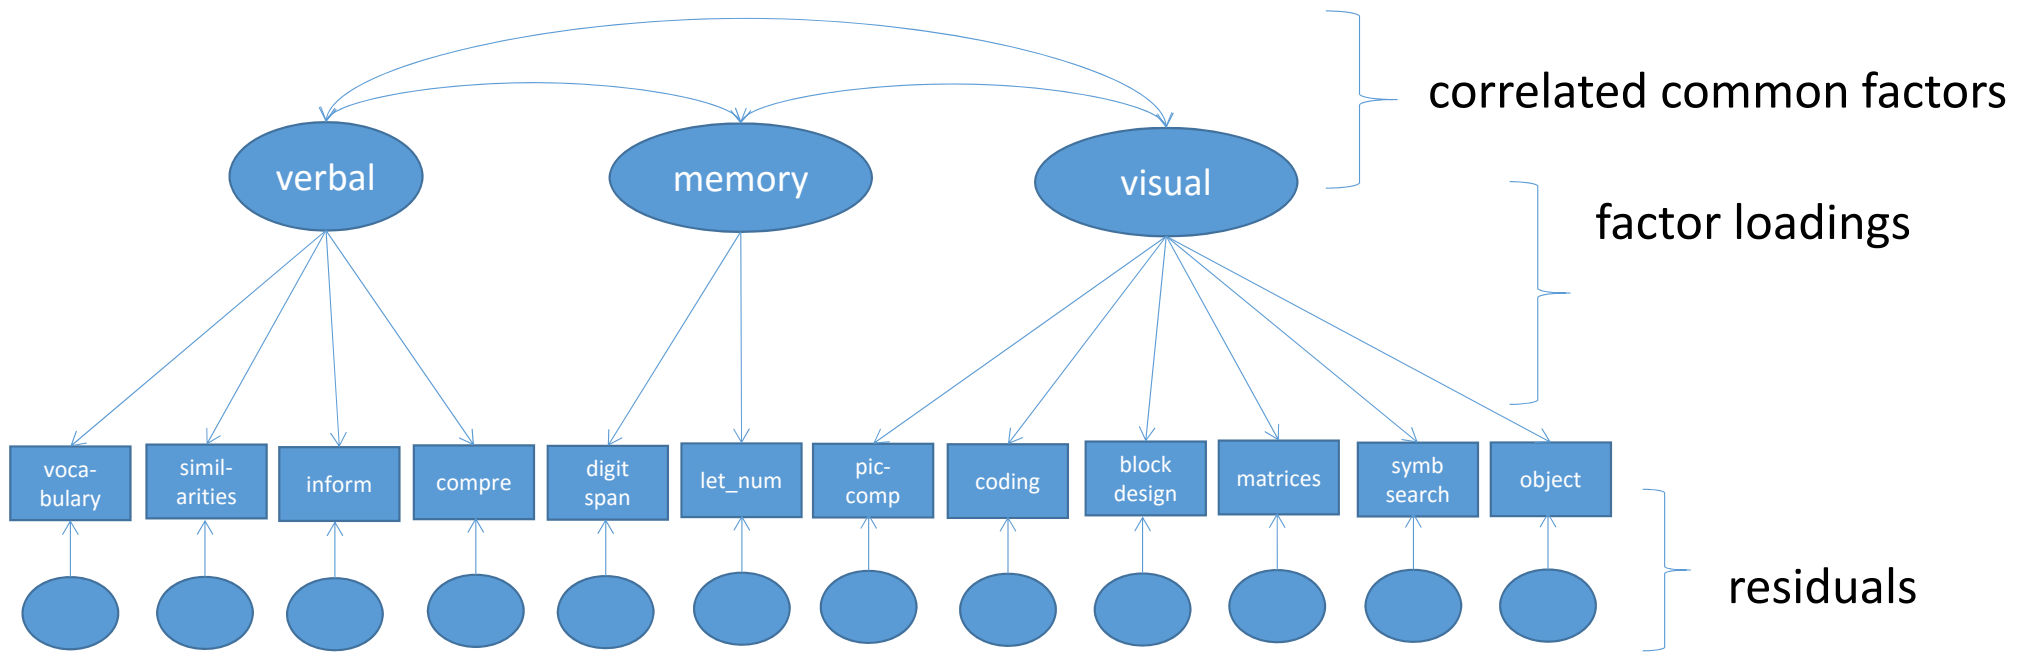 correlated common factors
verbal
memory
visual
factor loadings
voca-
bulary
simil-
arities
inform
compre
digit
span
let_num
pic-
comp
coding
block
design
matrices
symb
search
object
residuals